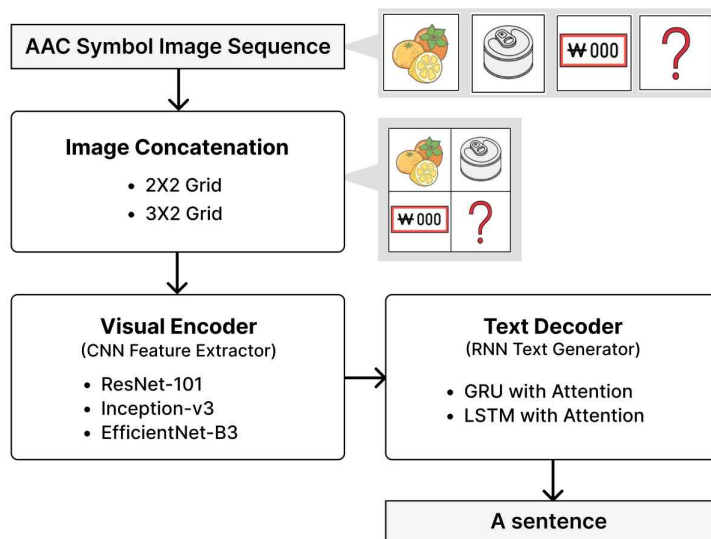 AAC Symbol Image Sequence
₩ 000
?
Image Concatenation
• 2X2 Grid
• 3X2 Grid
₩ 000
?
Visual Encoder
(CNN Feature Extractor)
• ResNet-101
• Inception-v3
• EfficientNet-B3
Text Decoder
(RNN Text Generator)
• GRU with Attention
• LSTM with Attention
A sentence